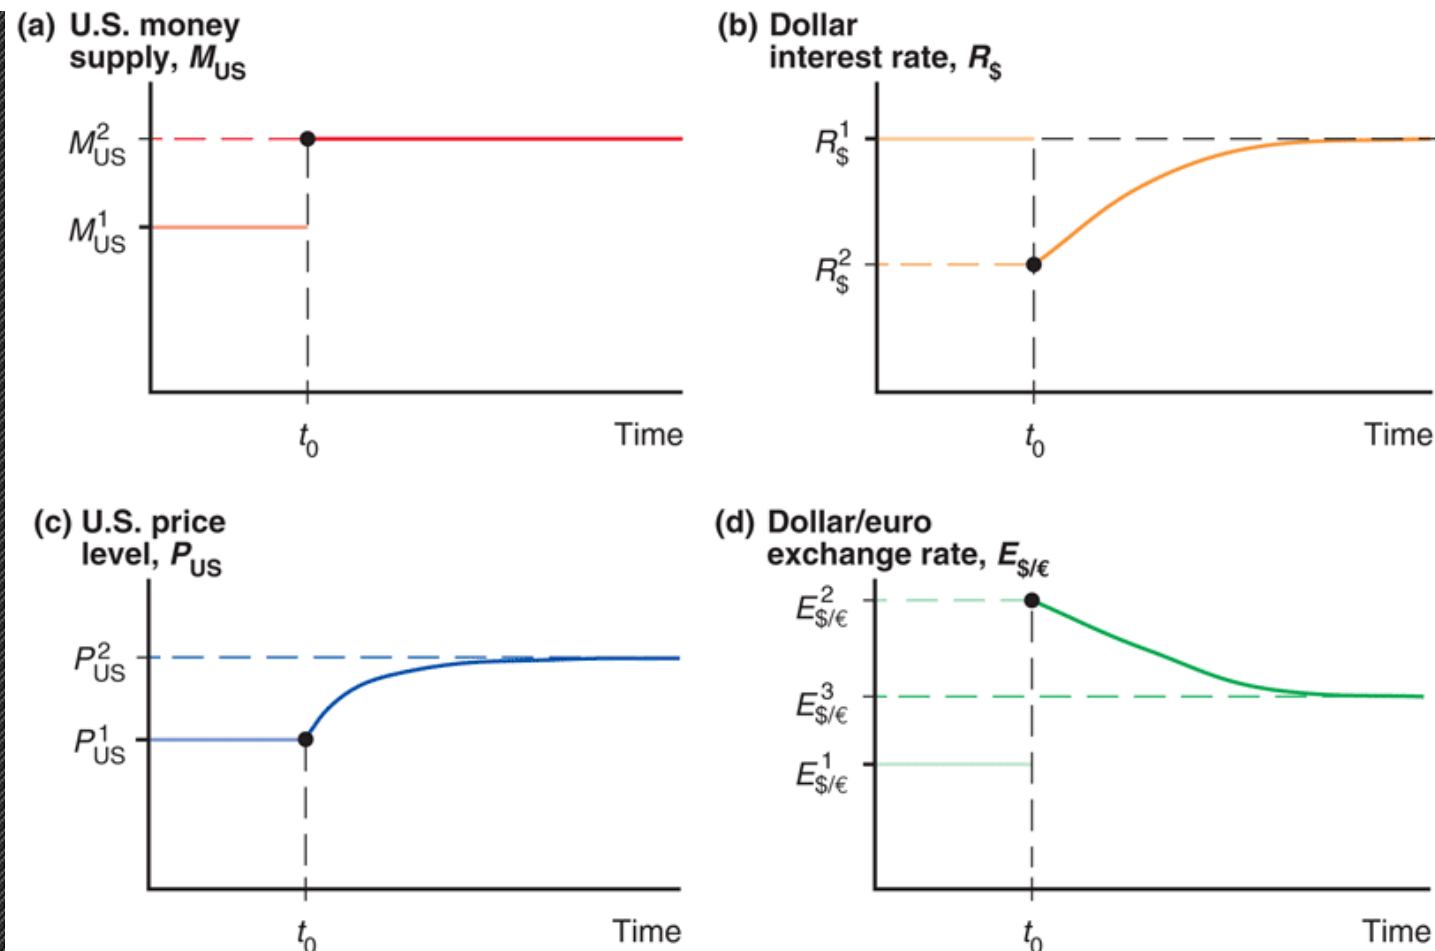 (a) U.S. money
supply, M_US
M²_US
M¹_US
t₀
Time
(b) Dollar
interest rate, R_$
R¹_$
R²_$
t₀
Time
(c) U.S. price
level, P_US
P²_US
P¹_US
t₀
Time
(d) Dollar/euro
exchange rate, E_$/€
E²_$/€
E³_$/€
E¹_$/€
t₀
Time